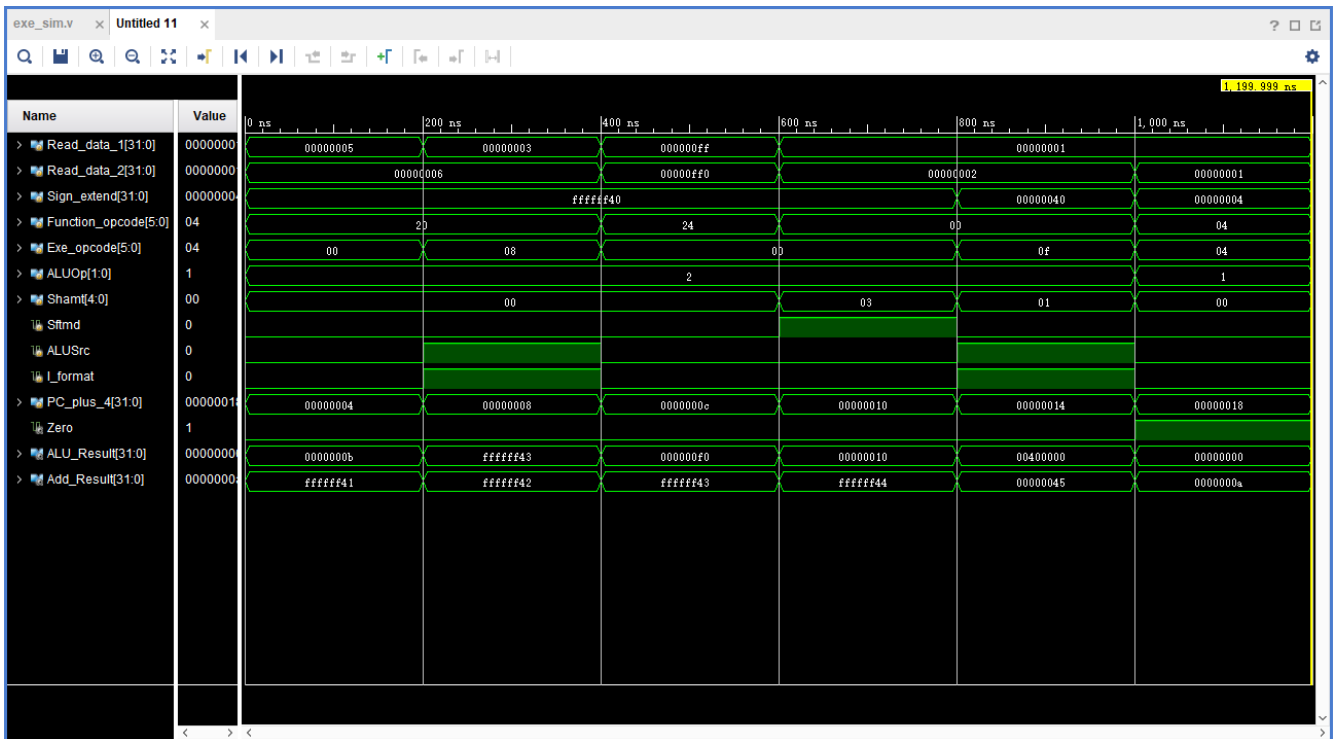 exe_sim.v × Untitled 11 × ?
1,199.999 ns
Name Value 0 ns 200 ns 400 ns 600 ns 800 ns 1,000 ns
Read_data_1[31:0] 0000000 00000005 00000003 000000ff 00000001
Read_data_2[31:0] 0000000 00000006 00000ff0 00000002 00000001
Sign_extend[31:0] 0000000 ffffff40 00000040 00000004
Function_opcode[5:0] 04 20 24 00 04
Exe_opcode[5:0] 04 00 08 00 0f 04
ALUOp[1:0] 1 2 1
Shamt[4:0] 00 00 03 01 00
Sftmd 0
ALUSrc 0
I_format 0
PC_plus_4[31:0] 00000018 00000004 00000008 0000000c 00000010 00000014 00000018
Zero 1
ALU_Result[31:0] 0000000 0000000b ffffff43 000000f0 00000010 00400000 00000000
Add_Result[31:0] 0000000 ffffff41 ffffff42 ffffff43 ffffff44 00000045 0000000a